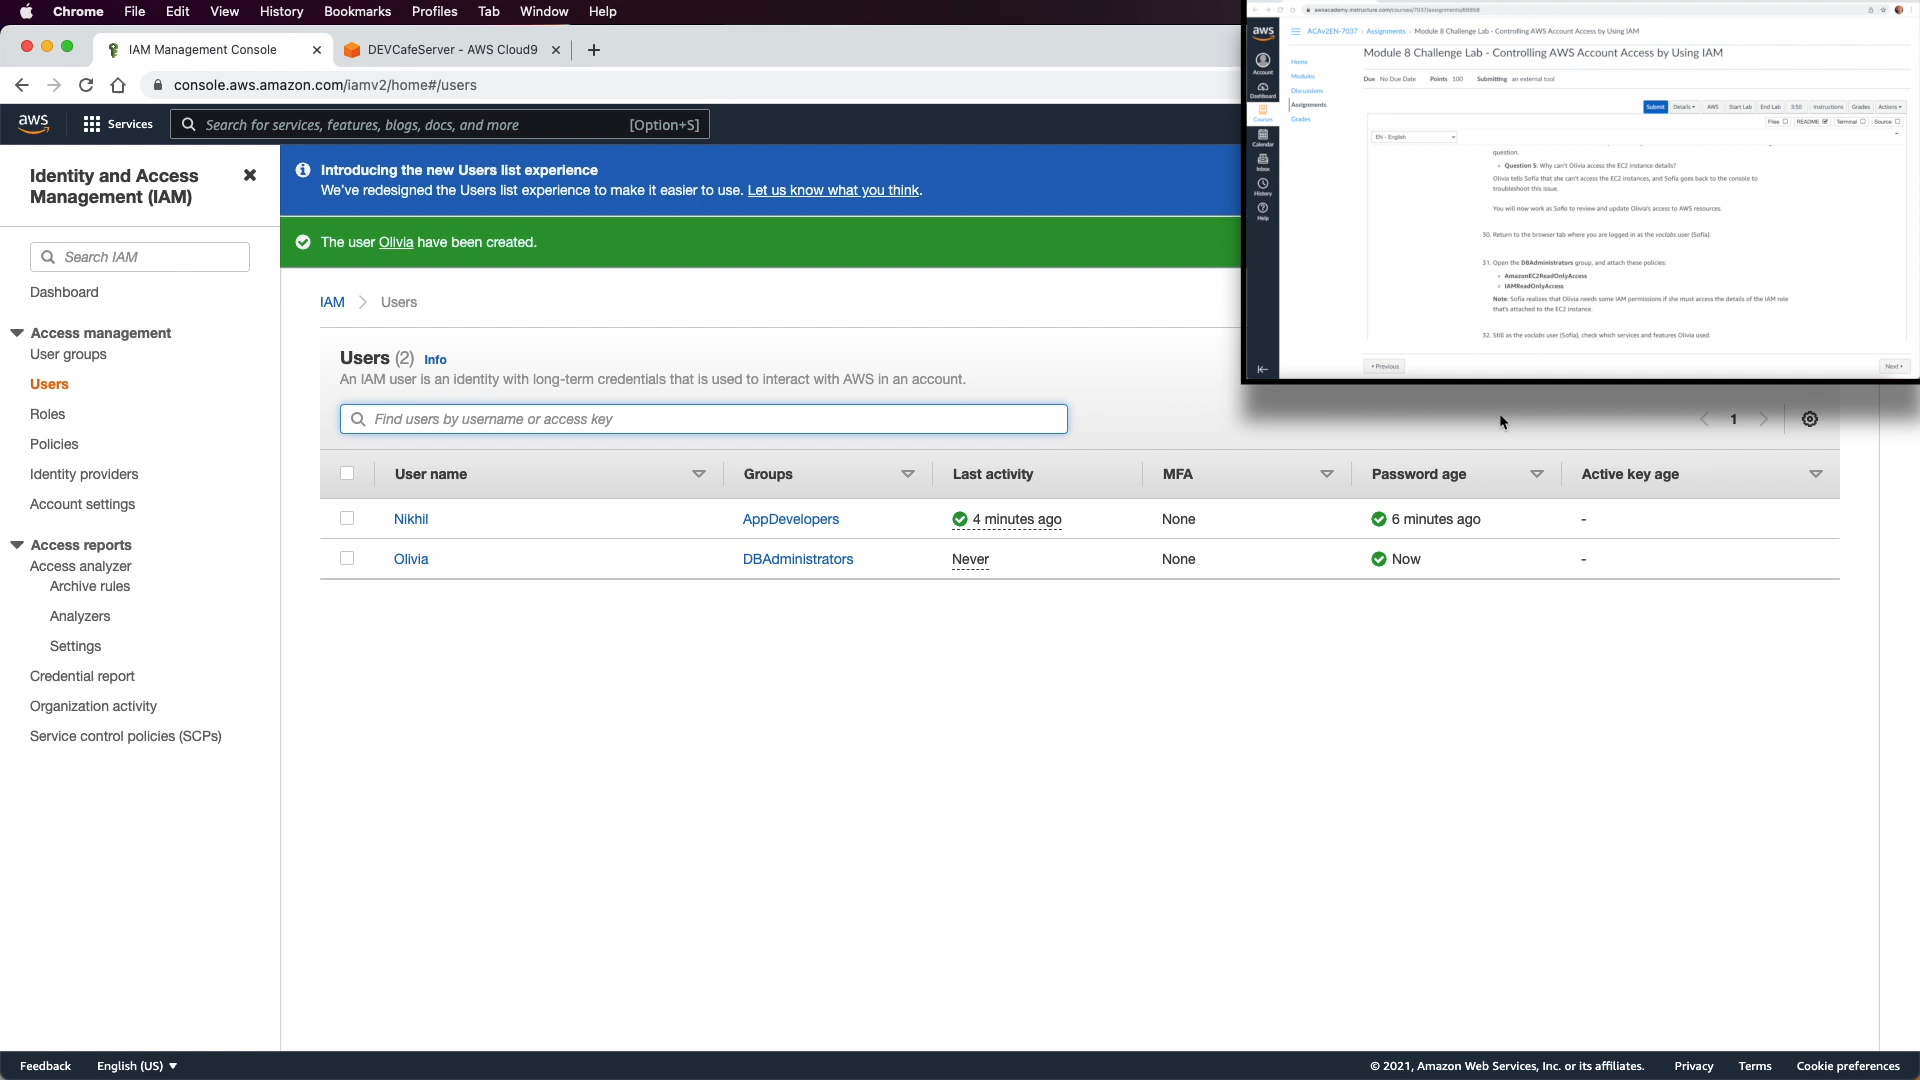 Chrome File Edit View History Bookmarks Profiles Tab Window Help
IAM Management Console
DEVCafeServer - AWS Cloud9
console.aws.amazon.com/iamv2/home#/users
aws
Services
Search for services, features, blogs, docs, and more
[Option+S]
Identity and Access
Management (IAM)
Search IAM
Dashboard
Access management
User groups
Users
Roles
Policies
Identity providers
Account settings
Access reports
Access analyzer
Archive rules
Analyzers
Settings
Credential report
Organization activity
Service control policies (SCPs)
Introducing the new Users list experience
We've redesigned the Users list experience to make it easier to use. Let us know what you think.
The user Olivia have been created.
IAM > Users
Users (2) Info
An IAM user is an identity with long-term credentials that is used to interact with AWS in an account.
Find users by username or access key
1
User name Groups Last activity MFA Password age Active key age
Nikhil AppDevelopers 4 minutes ago None 6 minutes ago -
Olivia DBAdministrators Never None Now -
awsacademy.instructure.com/courses/7037/assignments/
aws
Account
Dashboard
Courses
Calendar
Inbox
History
Help
ACAv2EN-7037 › Assignments › Module 8 Challenge Lab - Controlling AWS Account Access by Using IAM
Home
Modules
Discussions
Assignments
Grades
Module 8 Challenge Lab - Controlling AWS Account Access by Using IAM
Due No Due Date Points 100 Submitting an external tool
Submit Details AWS Start Lab End Lab 3:50 Instructions Grades Actions
Files README Terminal Source
EN - English
question.
Question 5: Why can't Olivia access the EC2 instance details?
Olivia tells Sofía that she can't access the EC2 instances, and Sofía goes back to the console to
troubleshoot this issue.
You will now work as Sofía to review and update Olivia's access to AWS resources.
30. Return to the browser tab where you are logged in as the voclabs user (Sofía).
31. Open the DBAdministrators group, and attach these policies:
AmazonEC2ReadOnlyAccess
IAMReadOnlyAccess
Note: Sofía realizes that Olivia needs some IAM permissions if she must access the details of the IAM role
that's attached to the EC2 instance.
32. Still as the voclabs user (Sofía), check which services and features Olivia used.
Previous
Next
Feedback English (US)
© 2021, Amazon Web Services, Inc. or its affiliates. Privacy Terms Cookie preferences